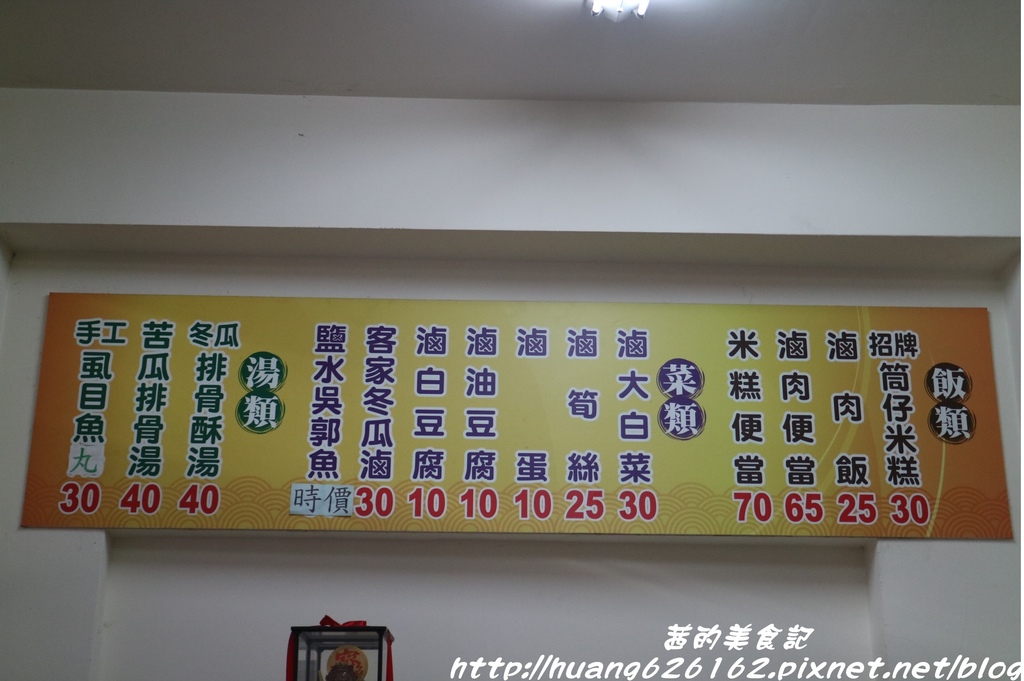 飯類
招牌筒仔米糕 30
滷肉飯 25
滷肉便當 65
米糕便當 70
菜類
滷大白菜 30
滷筍絲 25
滷蛋 10
滷油豆腐 10
滷白豆腐 10
客家冬瓜滷 30
鹽水吳郭魚 時價
湯類
冬瓜排骨酥湯 40
苦瓜排骨湯 40
手工虱目魚丸 30
茜的美食記
http://huang626162.pixnet.net/blog